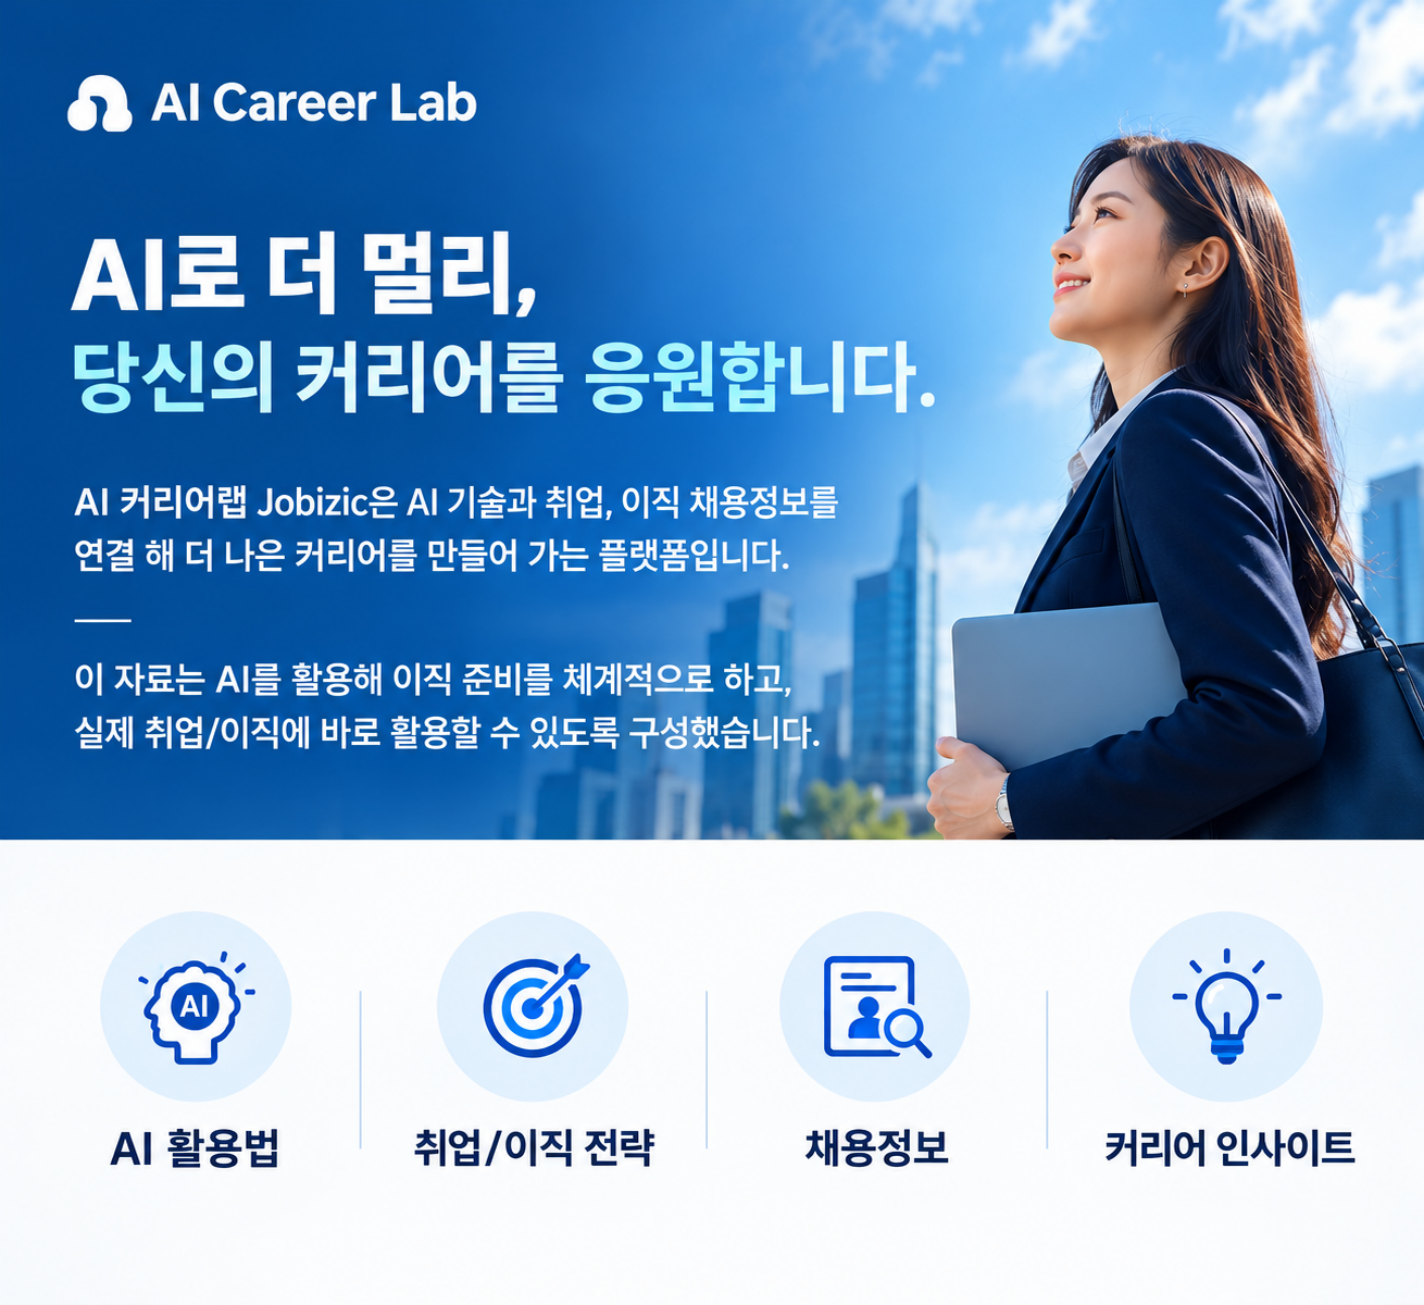 AI Career Lab
AI로 더 멀리,
당신의 커리어를 응원합니다.
AI 커리어랩 Jobizic은 AI 기술과 취업, 이직 채용정보를
연결 해 더 나은 커리어를 만들어 가는 플랫폼입니다.
이 자료는 AI를 활용해 이직 준비를 체계적으로 하고,
실제 취업/이직에 바로 활용할 수 있도록 구성했습니다.
AI
AI 활용법
취업/이직 전략
채용정보
커리어 인사이트